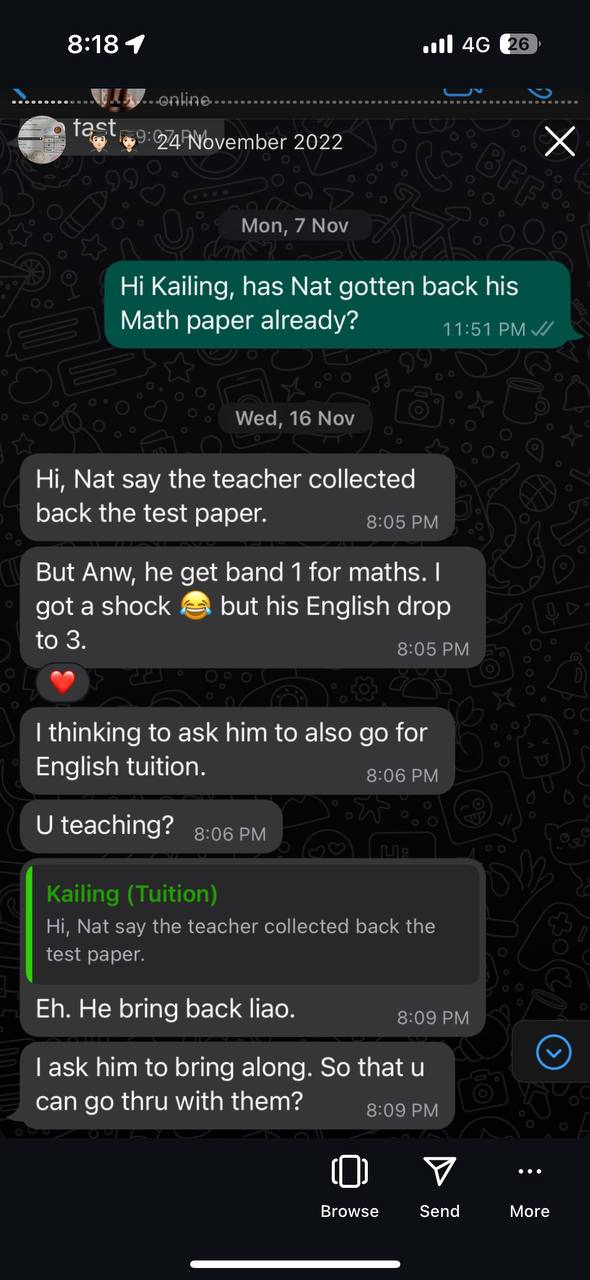 8:18
4G 26
online
fast 9:07 PM
24 November 2022
Mon, 7 Nov
Hi Kailing, has Nat gotten back his
Math paper already?
11:51 PM
Wed, 16 Nov
Hi, Nat say the teacher collected
back the test paper.
8:05 PM
But Anw, he get band 1 for maths. I
got a shock 😂 but his English drop
to 3.
8:05 PM
❤️
I thinking to ask him to also go for
English tuition.
8:06 PM
U teaching?
8:06 PM
Kailing (Tuition)
Hi, Nat say the teacher collected back the
test paper.
Eh. He bring back liao.
8:09 PM
I ask him to bring along. So that u
can go thru with them?
8:09 PM
Browse
Send
More